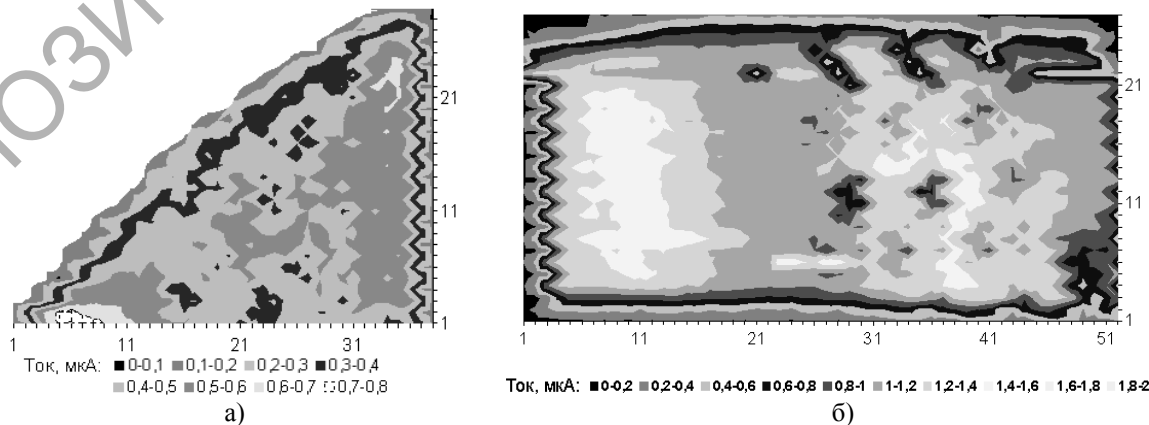 ПОЗИ
21
11
1
1 11 21 31
Ток, мкА: 0-0,1 0,1-0,2 0,2-0,3 0,3-0,4
0,4-0,5 0,5-0,6 0,6-0,7 0,7-0,8
а)
21
11
1
1 11 21 31 41 51
Ток, мкА: 0-0,2 0,2-0,4 0,4-0,6 0,6-0,8 0,8-1 1-1,2 1,2-1,4 1,4-1,6 1,6-1,8 1,8-2
б)